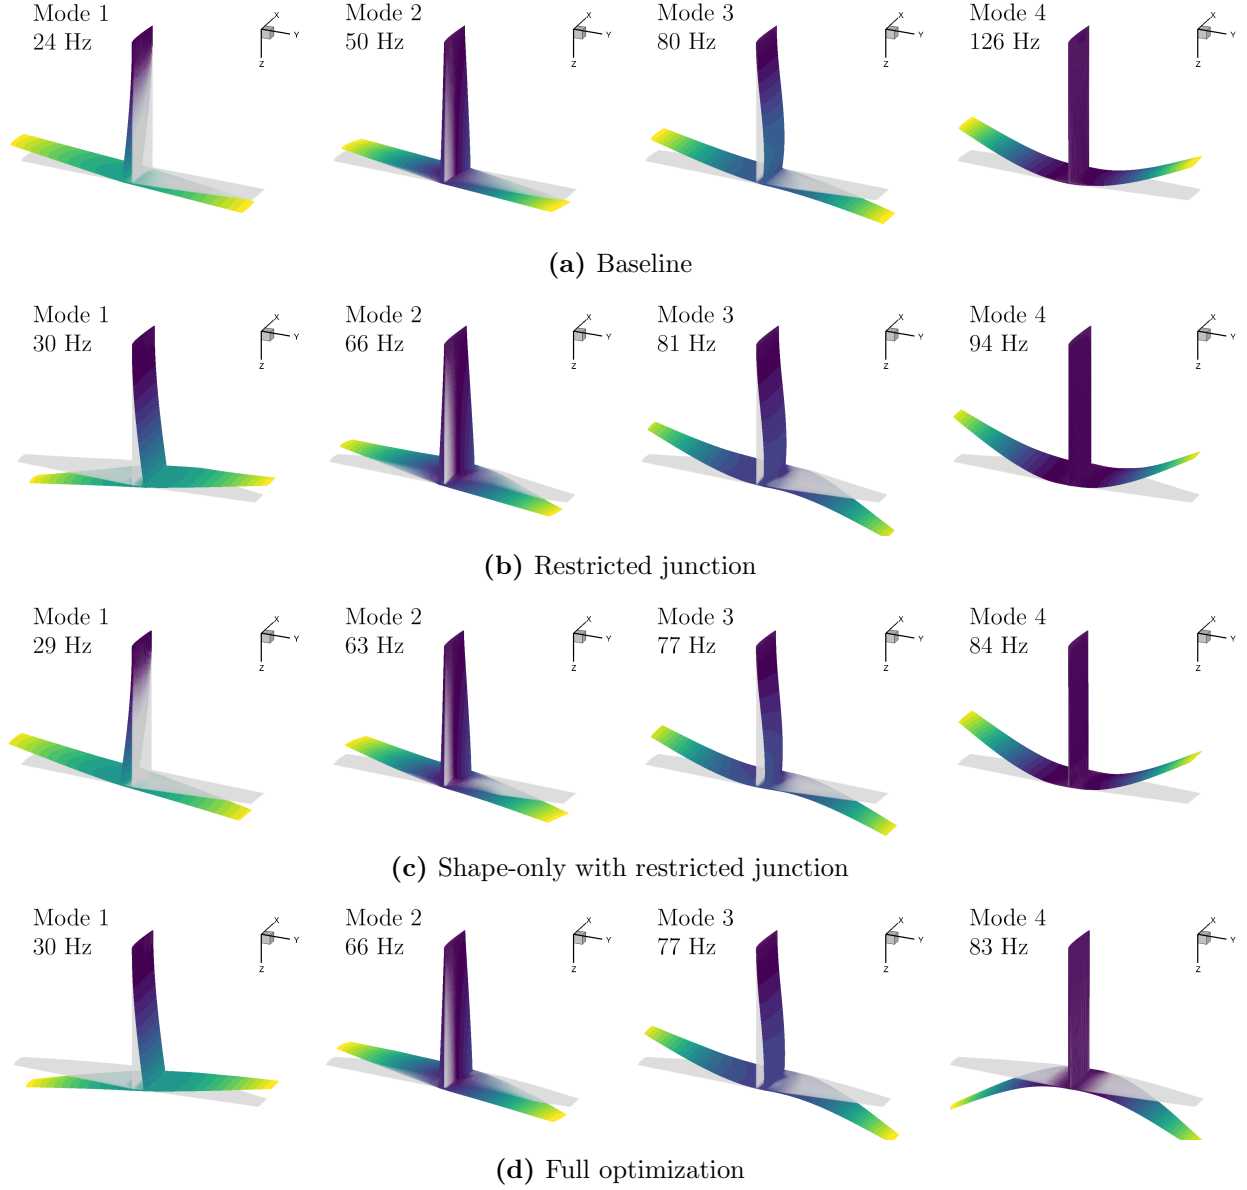 Mode 1
24 Hz
X
Y
Z
Mode 2
50 Hz
X
Y
Z
Mode 3
80 Hz
X
Y
Z
Mode 4
126 Hz
X
Y
Z
(a) Baseline
Mode 1
30 Hz
X
Y
Z
Mode 2
66 Hz
X
Y
Z
Mode 3
81 Hz
X
Y
Z
Mode 4
94 Hz
X
Y
Z
(b) Restricted junction
Mode 1
29 Hz
X
Y
Z
Mode 2
63 Hz
X
Y
Z
Mode 3
77 Hz
X
Y
Z
Mode 4
84 Hz
X
Y
Z
(c) Shape-only with restricted junction
Mode 1
30 Hz
X
Y
Z
Mode 2
66 Hz
X
Y
Z
Mode 3
77 Hz
X
Y
Z
Mode 4
83 Hz
X
Y
Z
(d) Full optimization